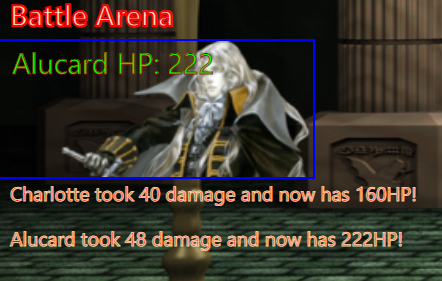 Battle Arena
Alucard HP: 222
Charlotte took 40 damage and now has 160HP!
Alucard took 48 damage and now has 222HP!